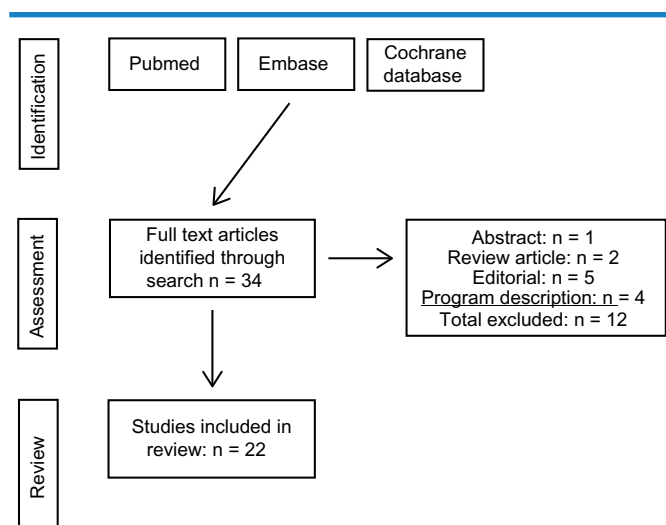 Identification
Pubmed
Embase
Cochrane
database
Assessment
Full text articles
identified through
search n = 34
Abstract: n = 1
Review article: n = 2
Editorial: n = 5
Program description: n = 4
Total excluded: n = 12
Review
Studies included in
review: n = 22